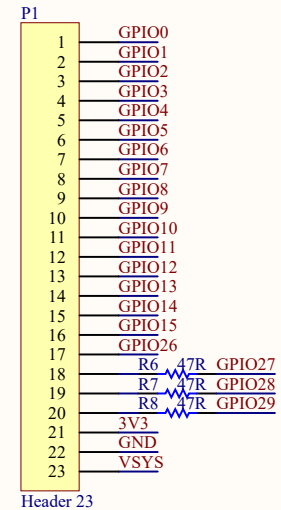 P1
1 GPIO0
2 GPIO1
3 GPIO2
4 GPIO3
5 GPIO4
6 GPIO5
7 GPIO6
8 GPIO7
9 GPIO8
10 GPIO9
11 GPIO10
12 GPIO11
13 GPIO12
14 GPIO13
15 GPIO14
16 GPIO15
17 GPIO26
18 R6 47R GPIO27
19 R7 47R GPIO28
20 R8 47R GPIO29
21 3V3
22 GND
23 VSYS
Header 23